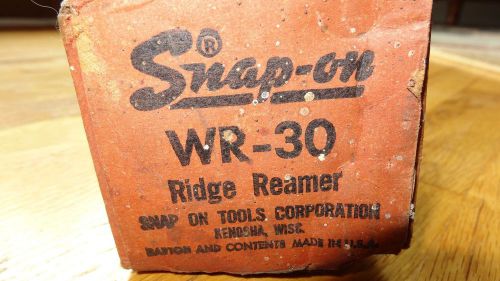 Snap-on®
WR-30
Ridge Reamer
SNAP ON TOOLS CORPORATION
KENOSHA, WISC.
CARTON AND CONTENTS MADE IN U.S.A.